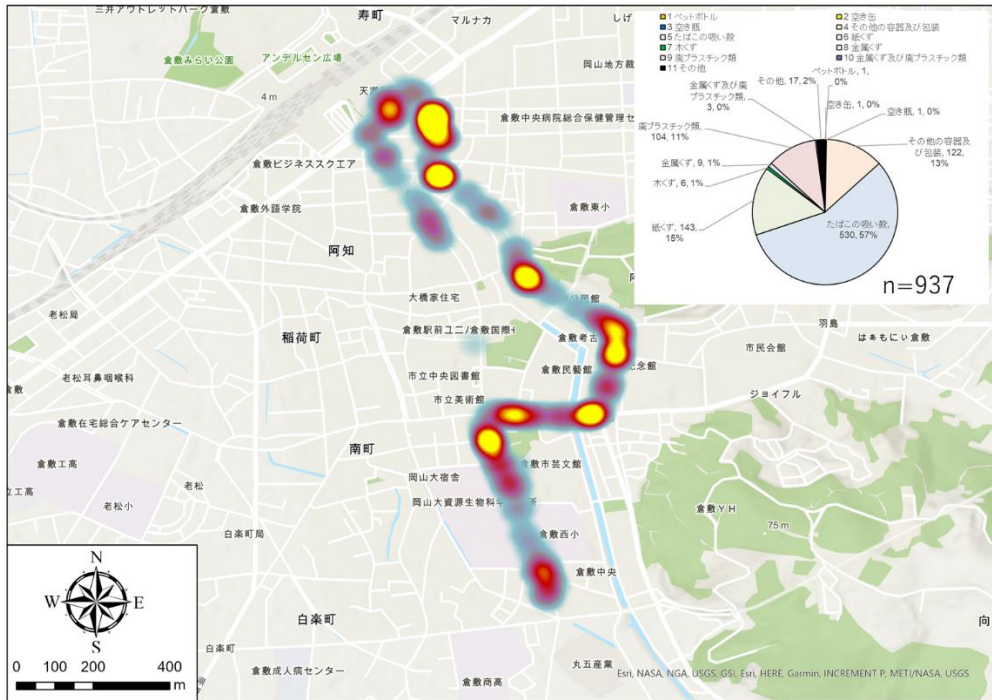 三井アウトレットパーク倉敷
寿町
マルナカ
しげ
倉敷みらい公園
アンデルセン広場
岡山地方裁
4 m
天満
倉敷中央病院総合保健管理セ
倉敷ビジネススクエア
倉敷外語学院
倉敷東小
阿知
大橋家住宅
公民館
老松局
稲荷町
倉敷駅前ユニ/倉敷国際ホ
倉敷考古
羽島
はぁもにぃ倉敷
市民会館
倉敷
老松耳鼻咽喉科
市立中央図書館
倉敷民藝館
記念館
ジョイフル
市立美術館
倉敷在宅総合ケアセンター
南町
倉敷市芸文館
倉敷工高
岡山大宿舎
老松
立工高
老松小
岡山大資源生物科学
所
倉敷YH
75 m
白楽町局
倉敷西小
倉敷中央
白楽町
向
白楽町
倉敷成人病センター
丸五産業
倉敷商高
N
W
E
S
0 100 200 400
m
Esri, NASA, NGA, USGS, GSI, Esri, HERE, Garmin, INCREMENT P, METI/NASA, USGS
1 ペットボトル
2 空き缶
3 空き瓶
4 その他の容器及び包装
5 たばこの吸い殻
6 紙くず
7 木くず
8 金属くず
9 廃プラスチック類
10 金属くず及び廃プラスチック類
11 その他
金属くず及び廃
プラスチック類,
3, 0%
その他, 17, 2%
ペットボトル, 1,
0%
空き缶, 1, 0%
空き瓶, 1, 0%
廃プラスチック類,
104, 11%
その他の容器及
び包装, 122,
13%
金属くず, 9, 1%
木くず, 6, 1%
紙くず, 143,
15%
たばこの吸い殻,
530, 57%
n=937